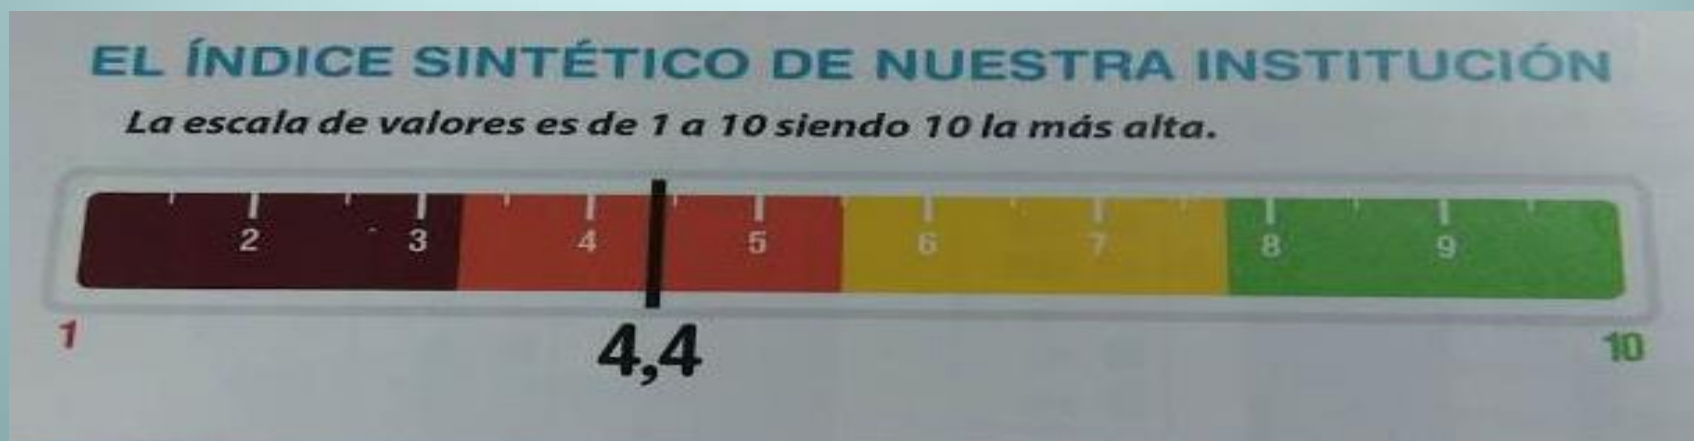 EL ÍNDICE SINTÉTICO DE NUESTRA INSTITUCIÓN
La escala de valores es de 1 a 10 siendo 10 la más alta.
2 3 4 5 6 7 8 9
1 10
4,4